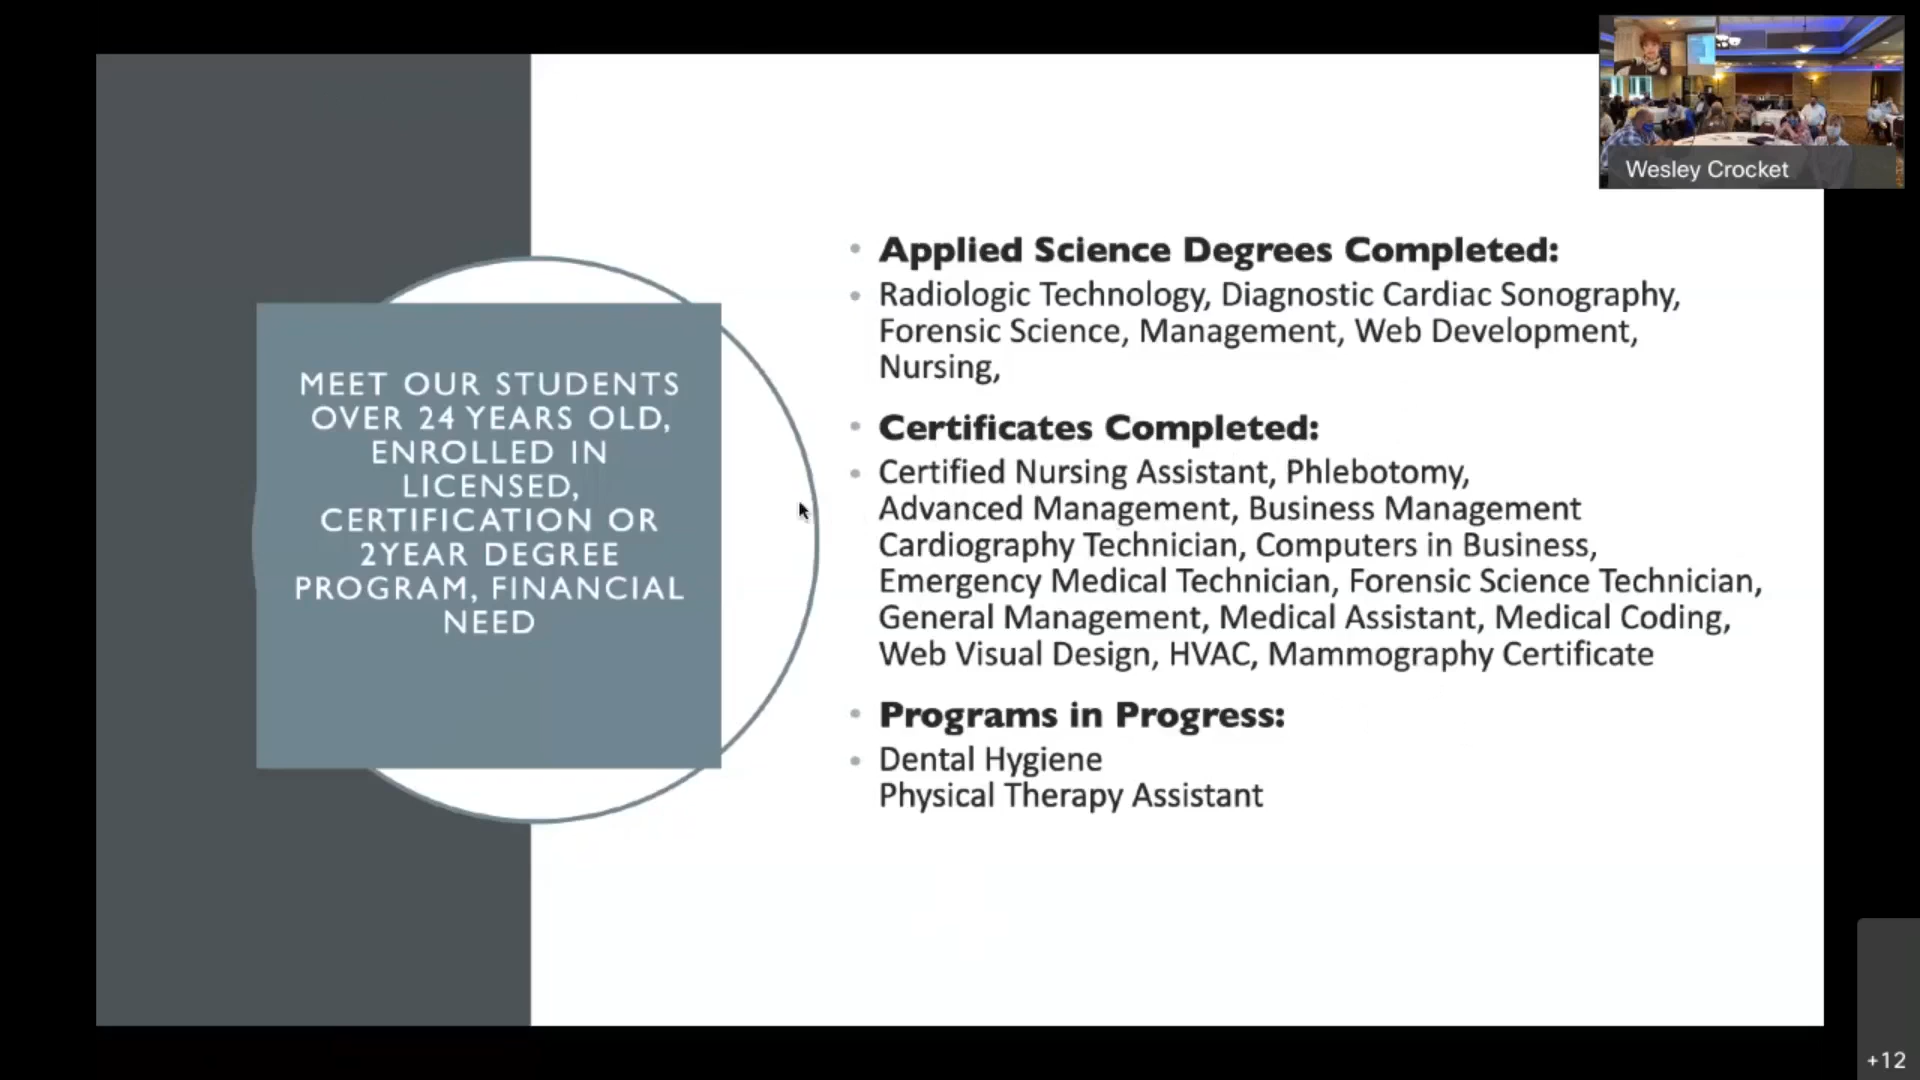 Wesley Crocket
MEET OUR STUDENTS
OVER 24 YEARS OLD,
ENROLLED IN
LICENSED,
CERTIFICATION OR
2YEAR DEGREE
PROGRAM, FINANCIAL
NEED
Applied Science Degrees Completed:
Radiologic Technology, Diagnostic Cardiac Sonography,
Forensic Science, Management, Web Development,
Nursing,
Certificates Completed:
Certified Nursing Assistant, Phlebotomy,
Advanced Management, Business Management
Cardiography Technician, Computers in Business,
Emergency Medical Technician, Forensic Science Technician,
General Management, Medical Assistant, Medical Coding,
Web Visual Design, HVAC, Mammography Certificate
Programs in Progress:
Dental Hygiene
Physical Therapy Assistant
+12